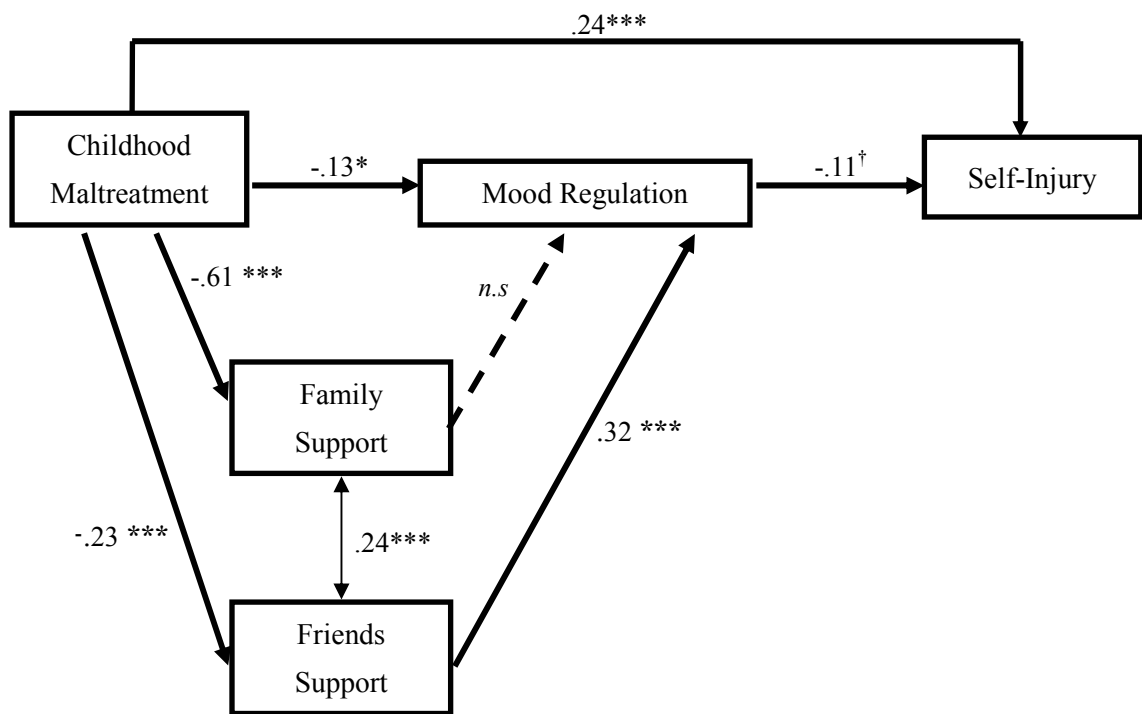 .24***
Childhood
Maltreatment
-.13*
Mood Regulation
-.11†
Self-Injury
-.61 ***
n.s
Family
Support
.32 ***
-.23 ***
.24***
Friends
Support